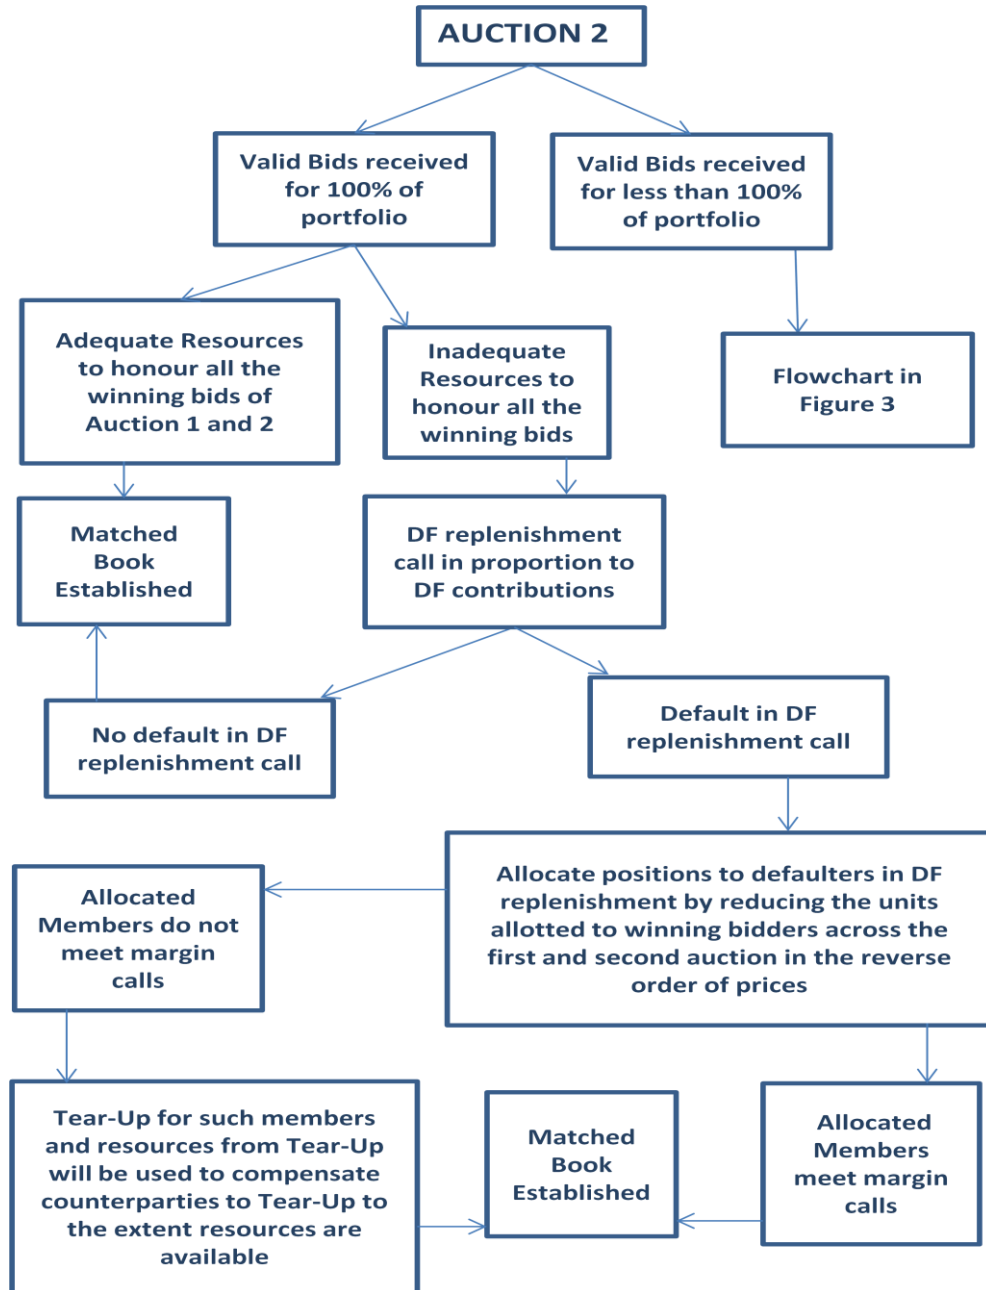 AUCTION 2
Valid Bids received
for 100% of
portfolio
Valid Bids received
for less than 100%
of portfolio
Adequate Resources
to honour all the
winning bids of
Auction 1 and 2
Inadequate
Resources to
honour all the
winning bids
Flowchart in
Figure 3
Matched
Book
Established
DF replenishment
call in proportion to
DF contributions
No default in DF
replenishment call
Default in DF
replenishment call
Allocated
Members do not
meet margin
calls
Allocate positions to defaulters in DF
replenishment by reducing the units
allotted to winning bidders across the
first and second auction in the reverse
order of prices
Tear-Up for such members
and resources from Tear-Up
will be used to compensate
counterparties to Tear-Up to
the extent resources are
available
Matched
Book
Established
Allocated
Members
meet margin
calls